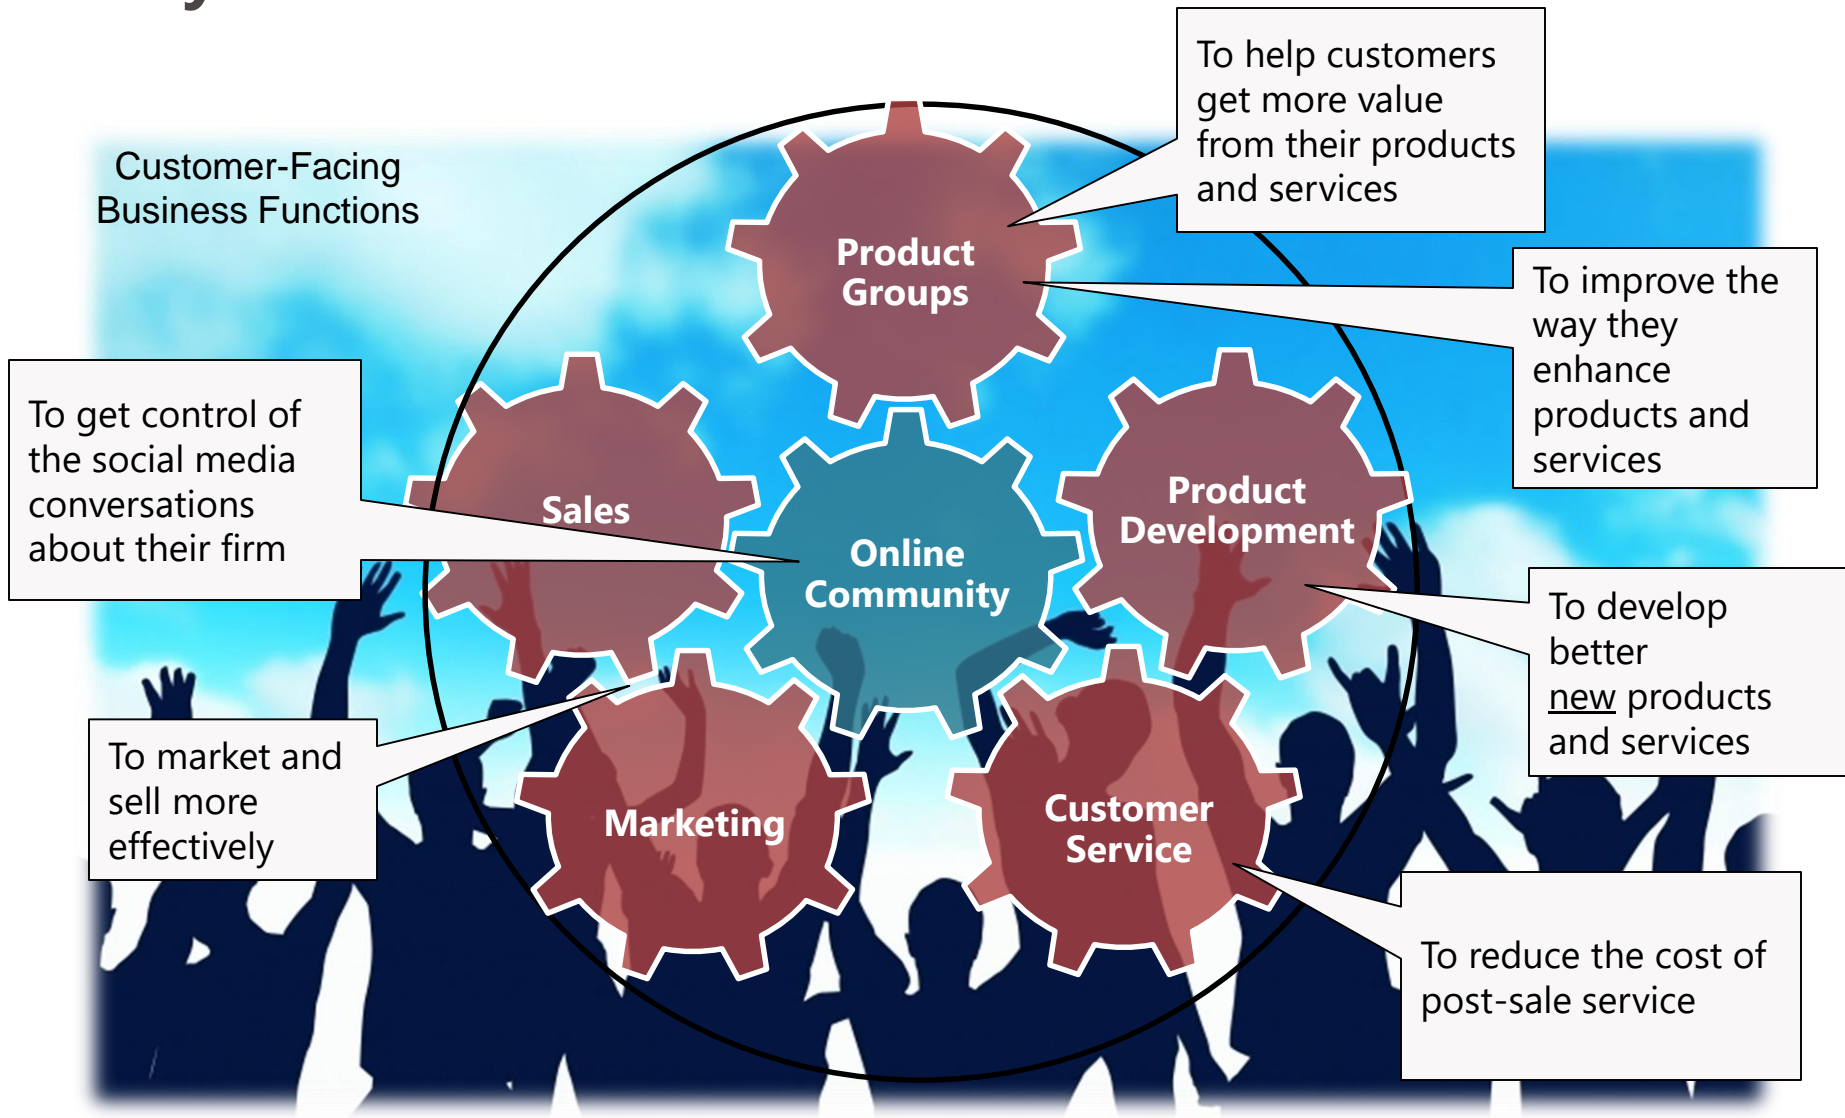 Customer-Facing
Business Functions
To help customers
get more value
from their products
and services
Product
Groups
To improve the
way they
enhance
products and
services
To get control of
the social media
conversations
about their firm
Sales
Online
Community
Product
Development
To develop
better
new products
and services
To market and
sell more
effectively
Marketing
Customer
Service
To reduce the cost of
post-sale service